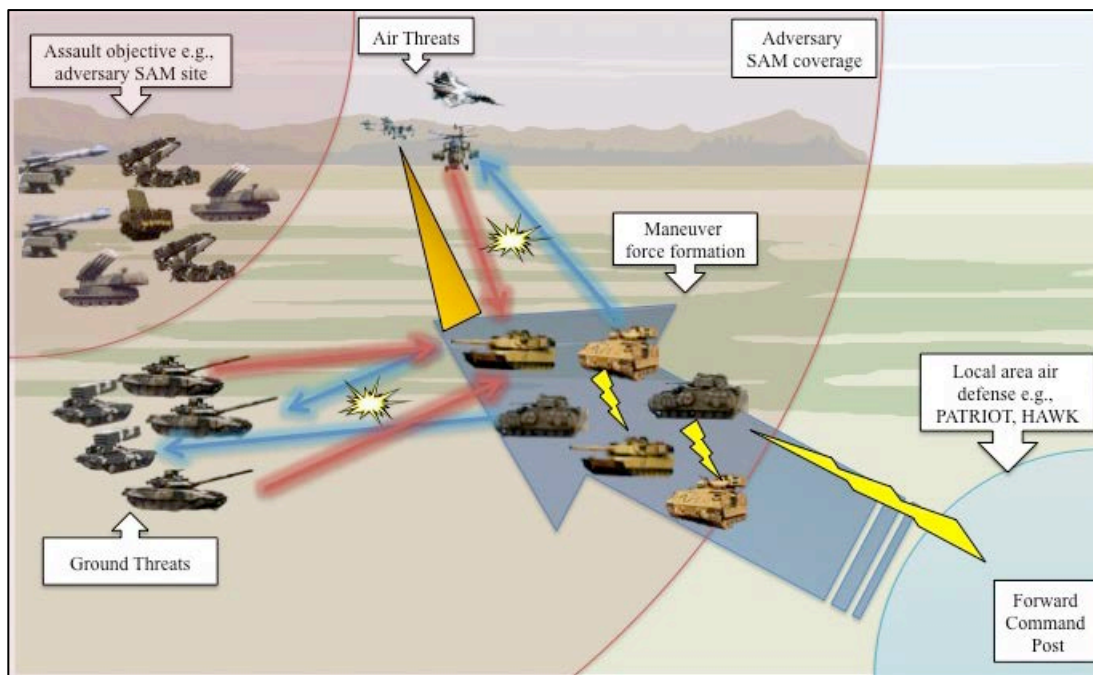 Assault objective e.g.,
adversary SAM site
Air Threats
Adversary
SAM coverage
Maneuver
force formation
Local area air
defense e.g.,
PATRIOT, HAWK
Ground Threats
Forward
Command
Post